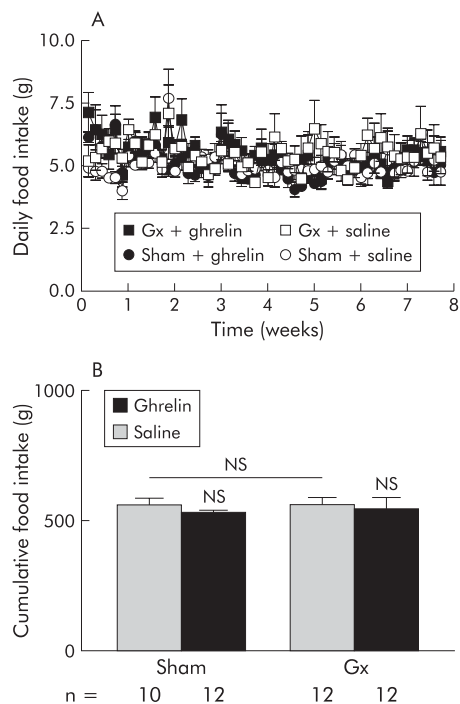 A
Daily food intake (g)
10.0
7.5
5.0
2.5
0.0
Gx + ghrelin
Gx + saline
Sham + ghrelin
Sham + saline
0 1 2 3 4 5 6 7 8
Time (weeks)
B
Cumulative food intake (g)
1000
500
0
Ghrelin
Saline
NS
NS
NS
Sham Gx
n = 10 12 12 12